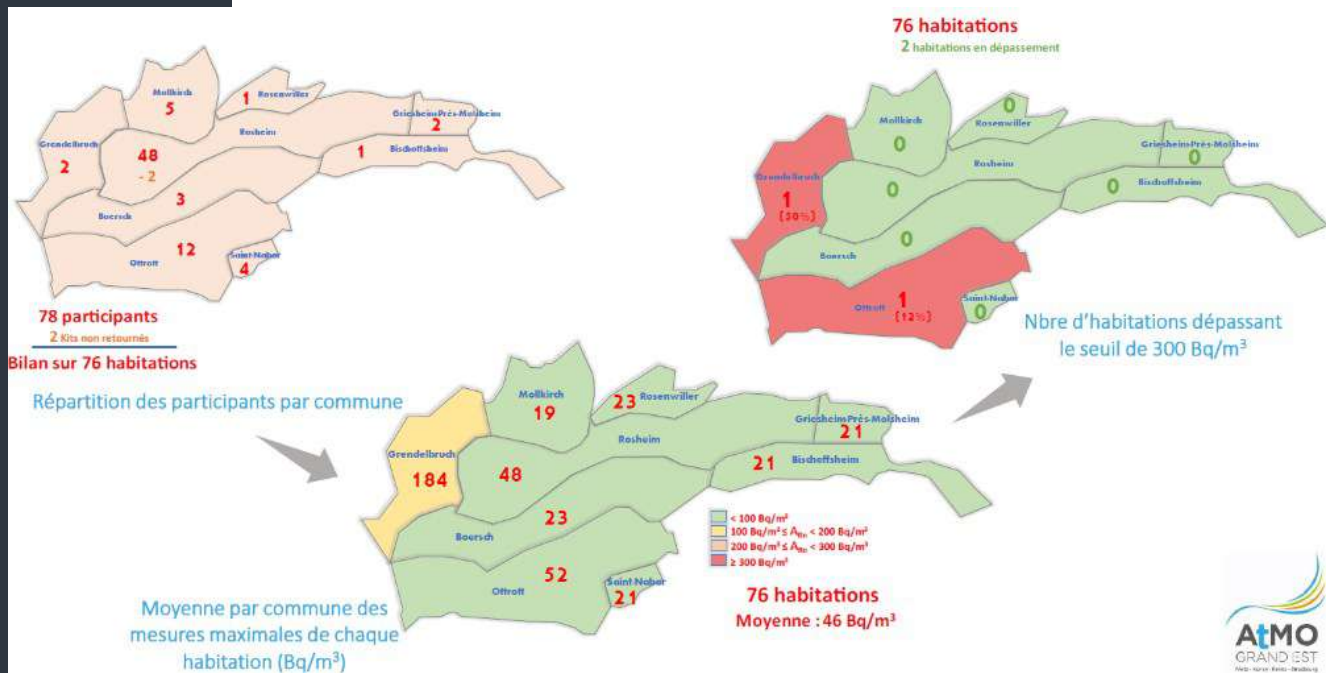 Mollkirch
5
1
Rosenwiller
Griesheim-Près-Molsheim
2
Rosheim
Grendelbruch
2
48
- 2
1
Bischoffsheim
3
Boersch
12
Ottrott
Saint-Nabor
4
78 participants
2 Kits non retournés
Bilan sur 76 habitations
Répartition des participants par commune
76 habitations
2 habitations en dépassement
Mollkirch
0
0
Rosenwiller
Griesheim-Près-Molsheim
0
Rosheim
Grendelbruch
1
0
0
Bischoffsheim
0
Boersch
Ottrott
1
(12%)
Saint-Nabor
0
Nbre d'habitations dépassant
le seuil de 300 Bq/m³
Mollkirch
19
23
Rosenwiller
Griesheim-Près-Molsheim
21
Rosheim
Grendelbruch
184
48
21
Bischoffsheim
23
Boersch
52
Ottrott
Saint-Nabor
21
< 100 Bq/m³
100 Bq/m³ ≤ ARn < 200 Bq/m³
200 Bq/m³ ≤ ARn < 300 Bq/m³
≥ 300 Bq/m³
76 habitations
Moyenne : 46 Bq/m³
Moyenne par commune des
mesures maximales de chaque
habitation (Bq/m³)
AtMO
GRAND EST
Metz - Nancy - Reims - Strasbourg